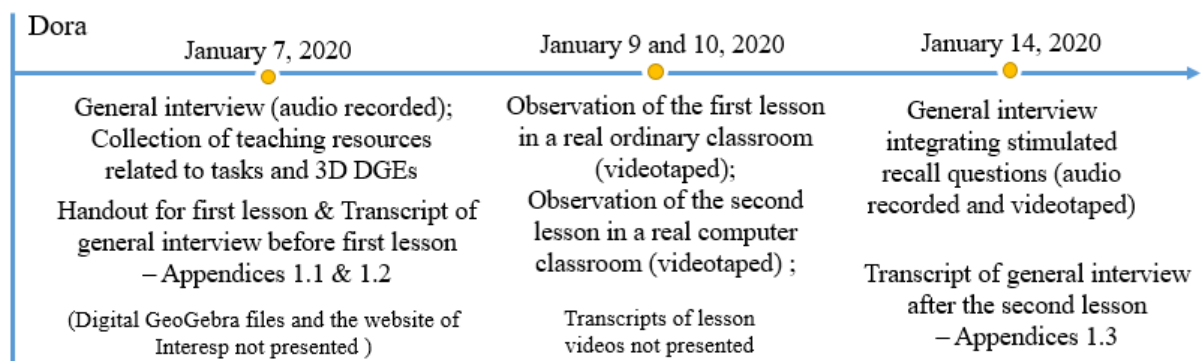 Dora
January 7, 2020
General interview (audio recorded);
Collection of teaching resources
related to tasks and 3D DGEs
Handout for first lesson & Transcript of
general interview before first lesson
– Appendices 1.1 & 1.2
(Digital GeoGebra files and the website of
Interesp not presented )
January 9 and 10, 2020
Observation of the first lesson
in a real ordinary classroom
(videotaped);
Observation of the second
lesson in a real computer
classroom (videotaped) ;
Transcripts of lesson
videos not presented
January 14, 2020
General interview
integrating stimulated
recall questions (audio
recorded and videotaped)
Transcript of general interview
after the second lesson
– Appendices 1.3